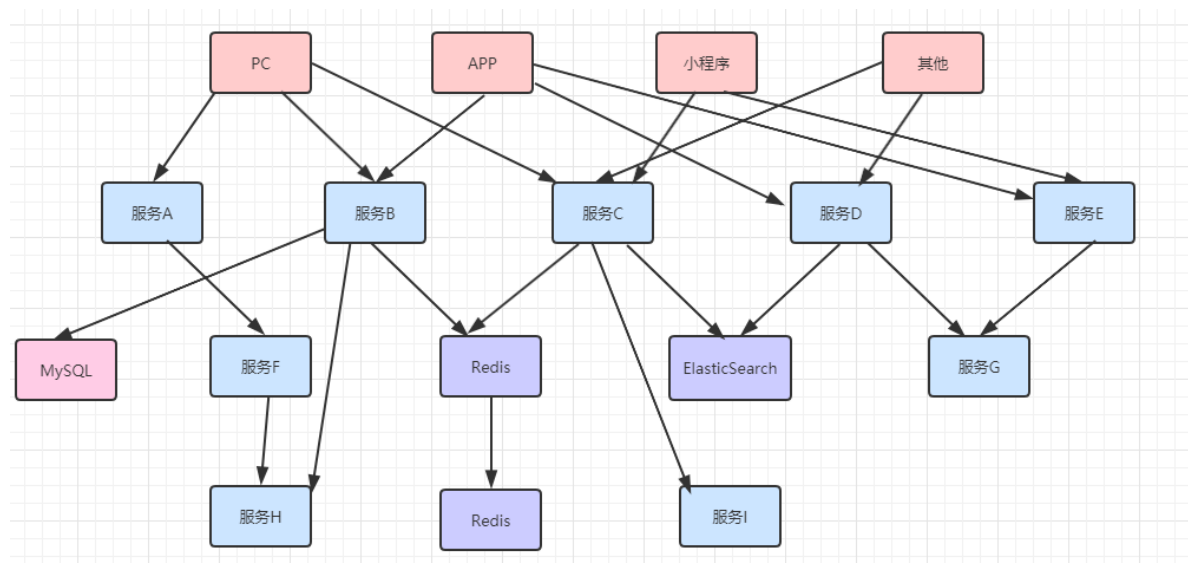 PC
APP
小程序
其他
服务A
服务B
服务C
服务D
服务E
MySQL
服务F
Redis
ElasticSearch
服务G
服务H
Redis
服务I